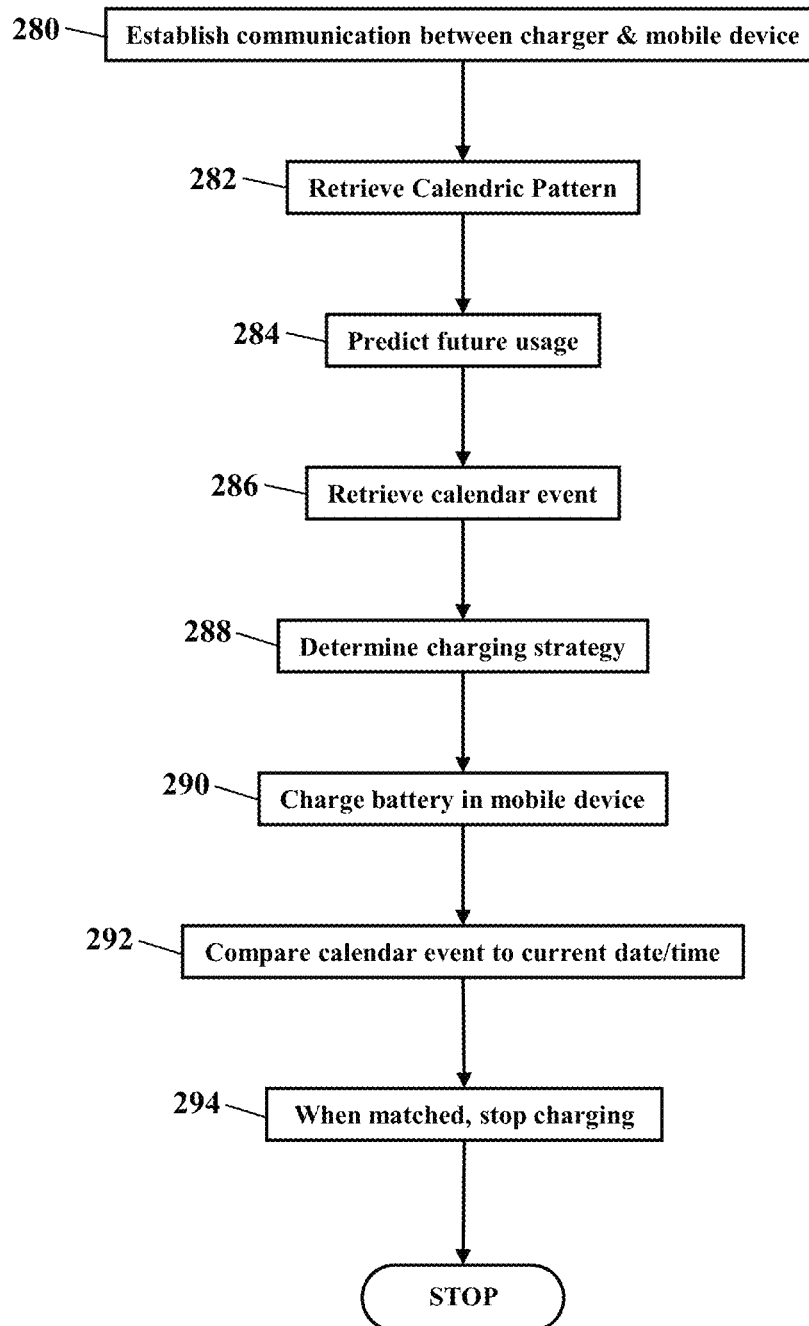 280 Establish communication between charger & mobile device
282 Retrieve Calendric Pattern
284 Predict future usage
286 Retrieve calendar event
288 Determine charging strategy
290 Charge battery in mobile device
292 Compare calendar event to current date/time
294 When matched, stop charging
STOP